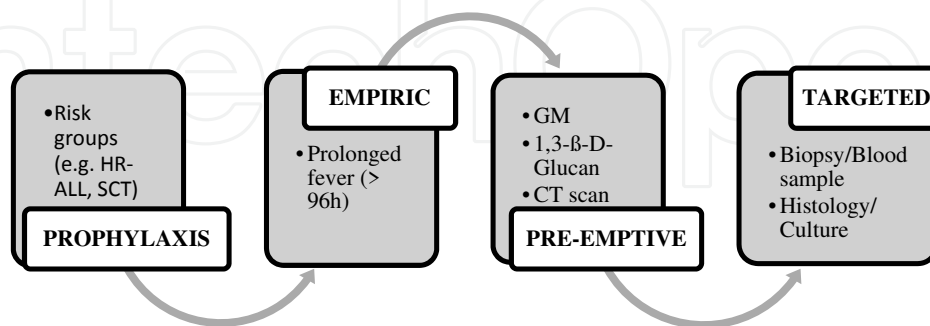 •Risk
groups
(e.g. HR-
ALL, SCT)
PROPHYLAXIS
EMPIRIC
• Prolonged
fever (>
96h)
• GM
• 1,3-ß-D-
Glucan
• CT scan
PRE-EMPTIVE
TARGETED
• Biopsy/Blood
sample
• Histology/
Culture